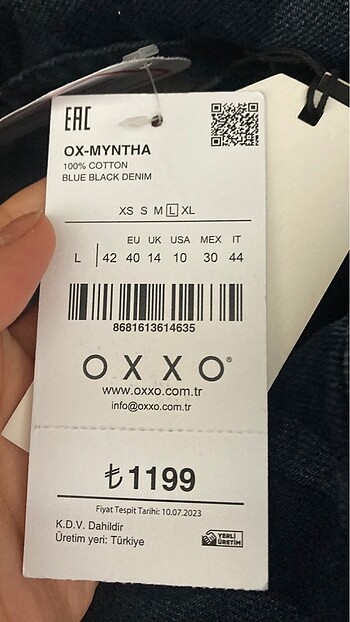 EAC
OX-MYNTHA
100% COTTON
BLUE BLACK DENIM
XS S M L XL
EU UK USA MEX IT
L 42 40 14 10 30 44
8681613614635
OXXO®
www.oxxo.com.tr
info@oxxo.com.tr
₺1199
Fiyat Tespit Tarihi: 10.07.2023
K.D.V. Dahildir
Üretim yeri: Türkiye
YERLİ
ÜRETİM